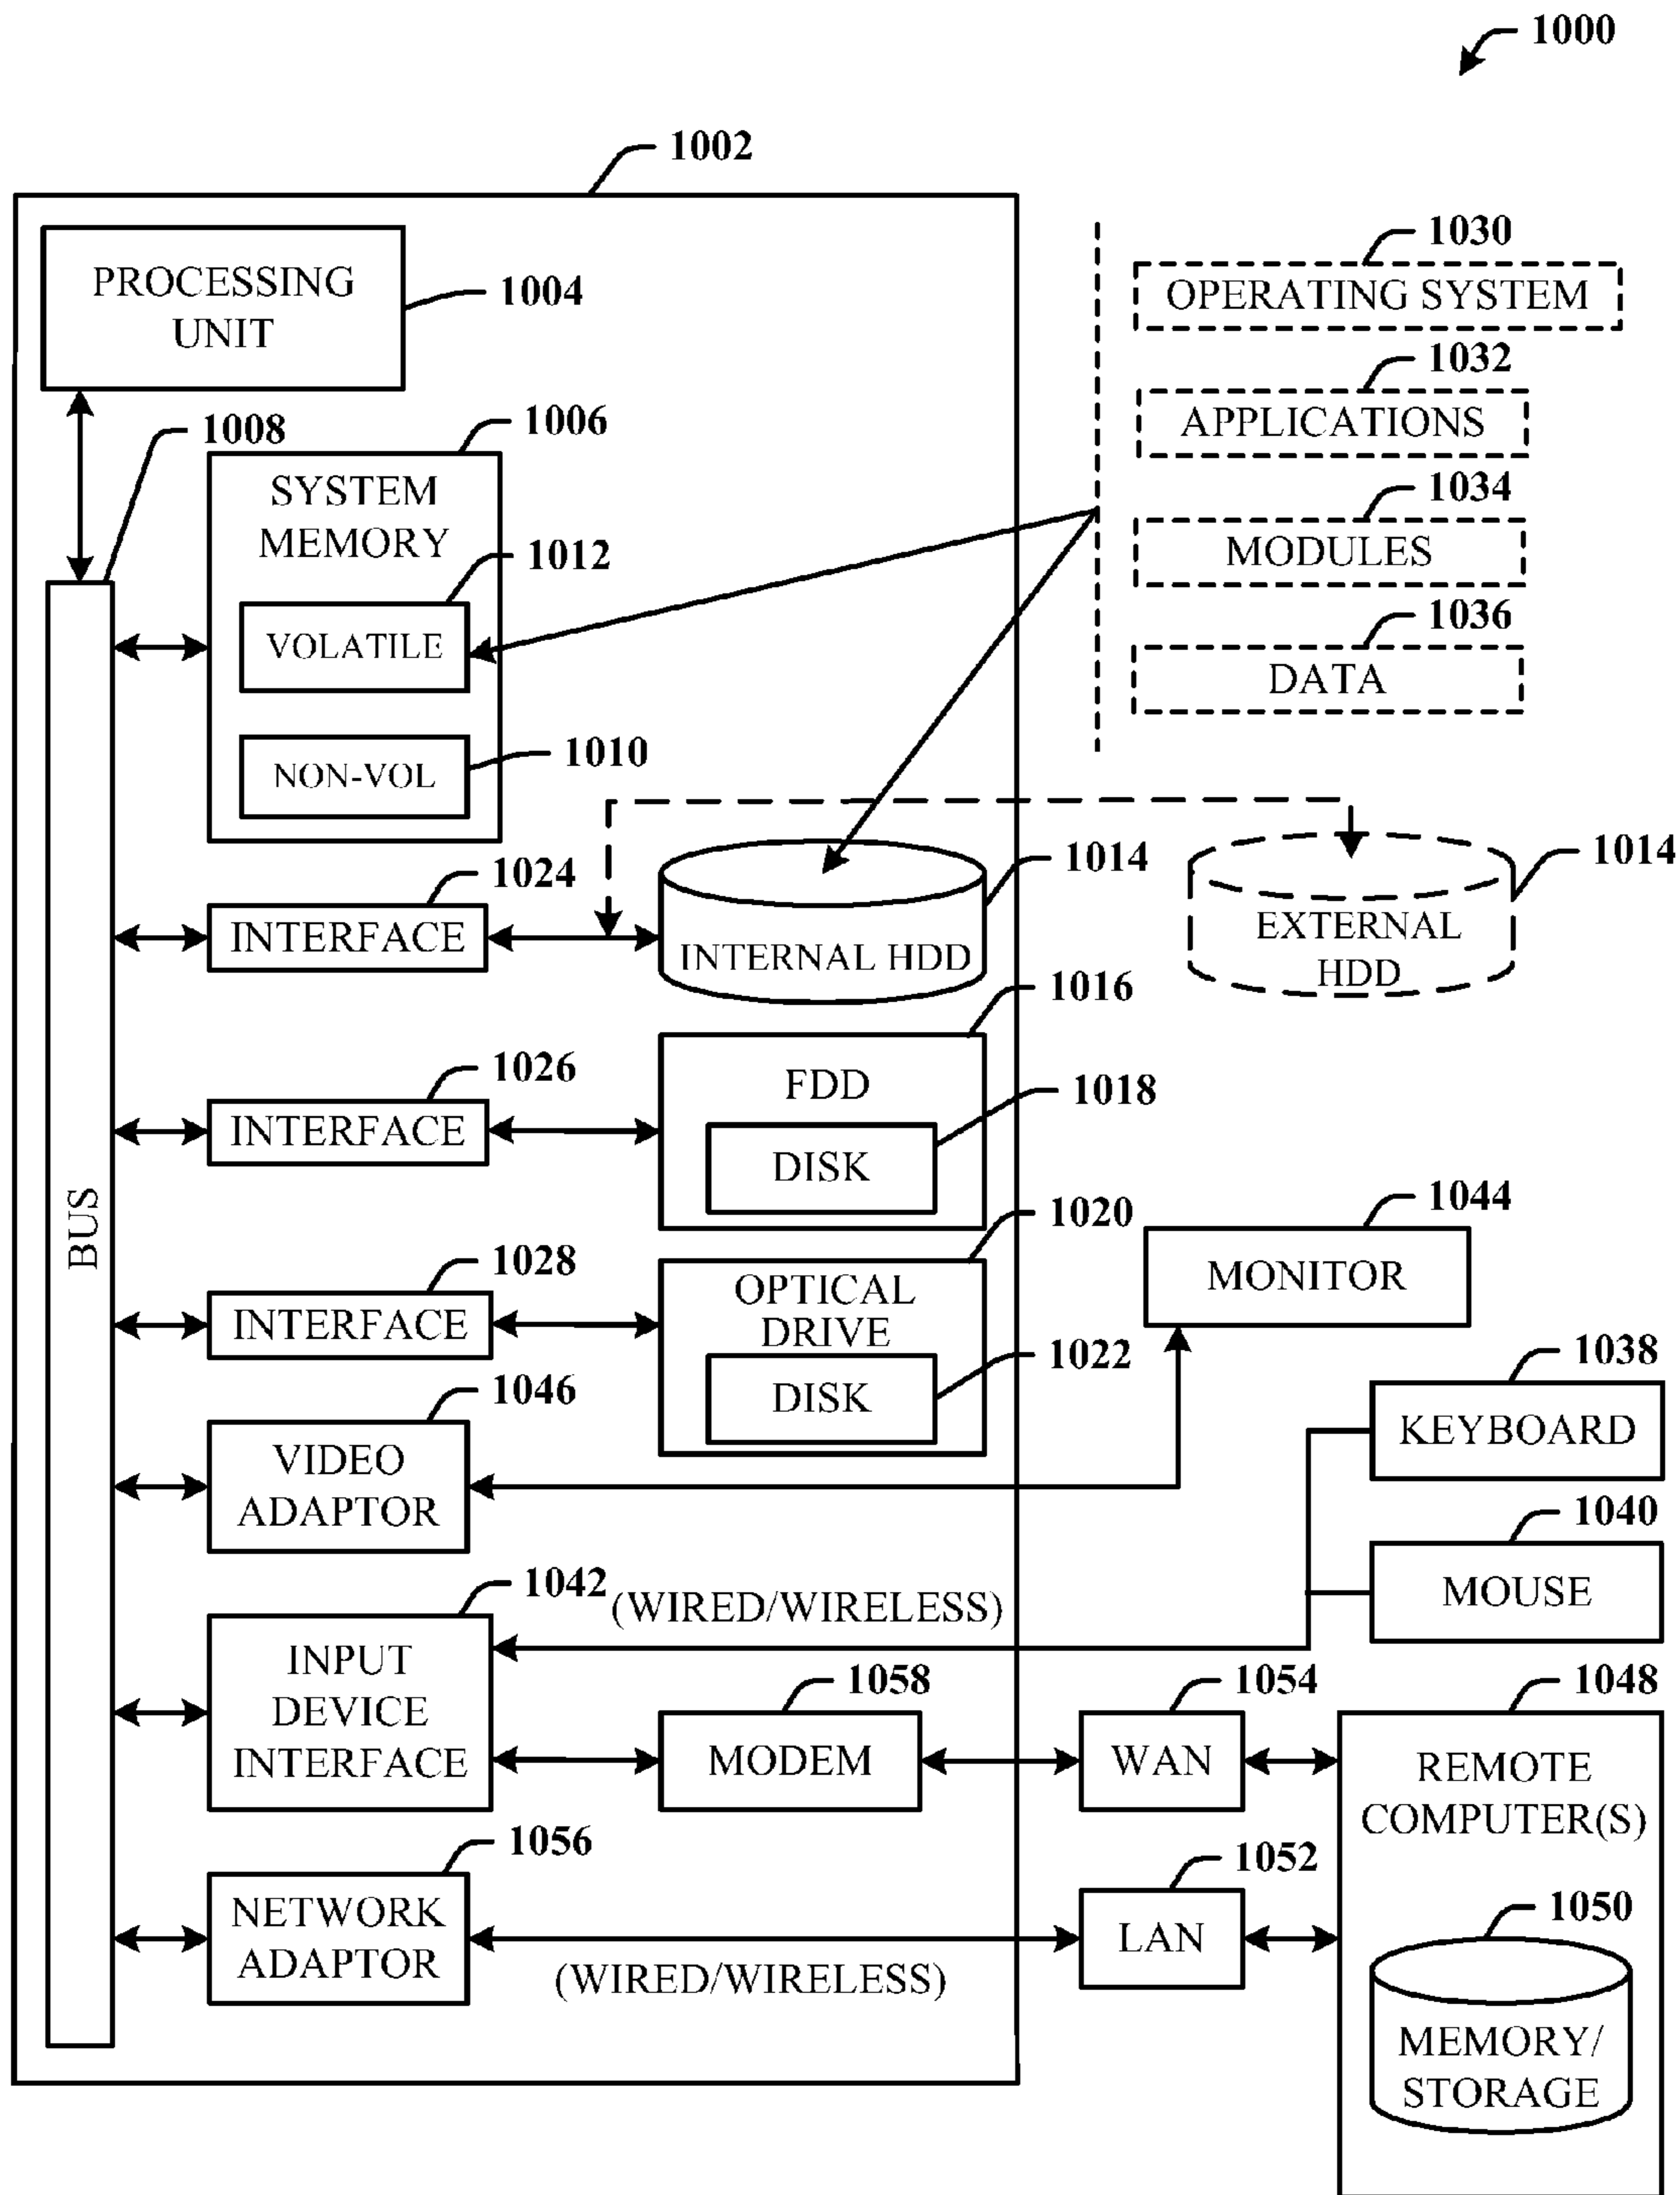 1000
1002
PROCESSING
UNIT
1004
1030
OPERATING SYSTEM
1032
APPLICATIONS
1034
MODULES
1036
DATA
1008
1006
SYSTEM
MEMORY
1012
VOLATILE
1010
NON-VOL
1024
INTERFACE
1014
INTERNAL HDD
1014
EXTERNAL
HDD
1026
INTERFACE
1016
FDD
1018
DISK
BUS
1028
INTERFACE
1020
OPTICAL
DRIVE
1022
DISK
1044
MONITOR
1046
VIDEO
ADAPTOR
1038
KEYBOARD
1040
MOUSE
1042
(WIRED/WIRELESS)
INPUT
DEVICE
INTERFACE
1058
MODEM
1054
WAN
1048
REMOTE
COMPUTER(S)
1056
NETWORK
ADAPTOR
(WIRED/WIRELESS)
1052
LAN
1050
MEMORY/
STORAGE